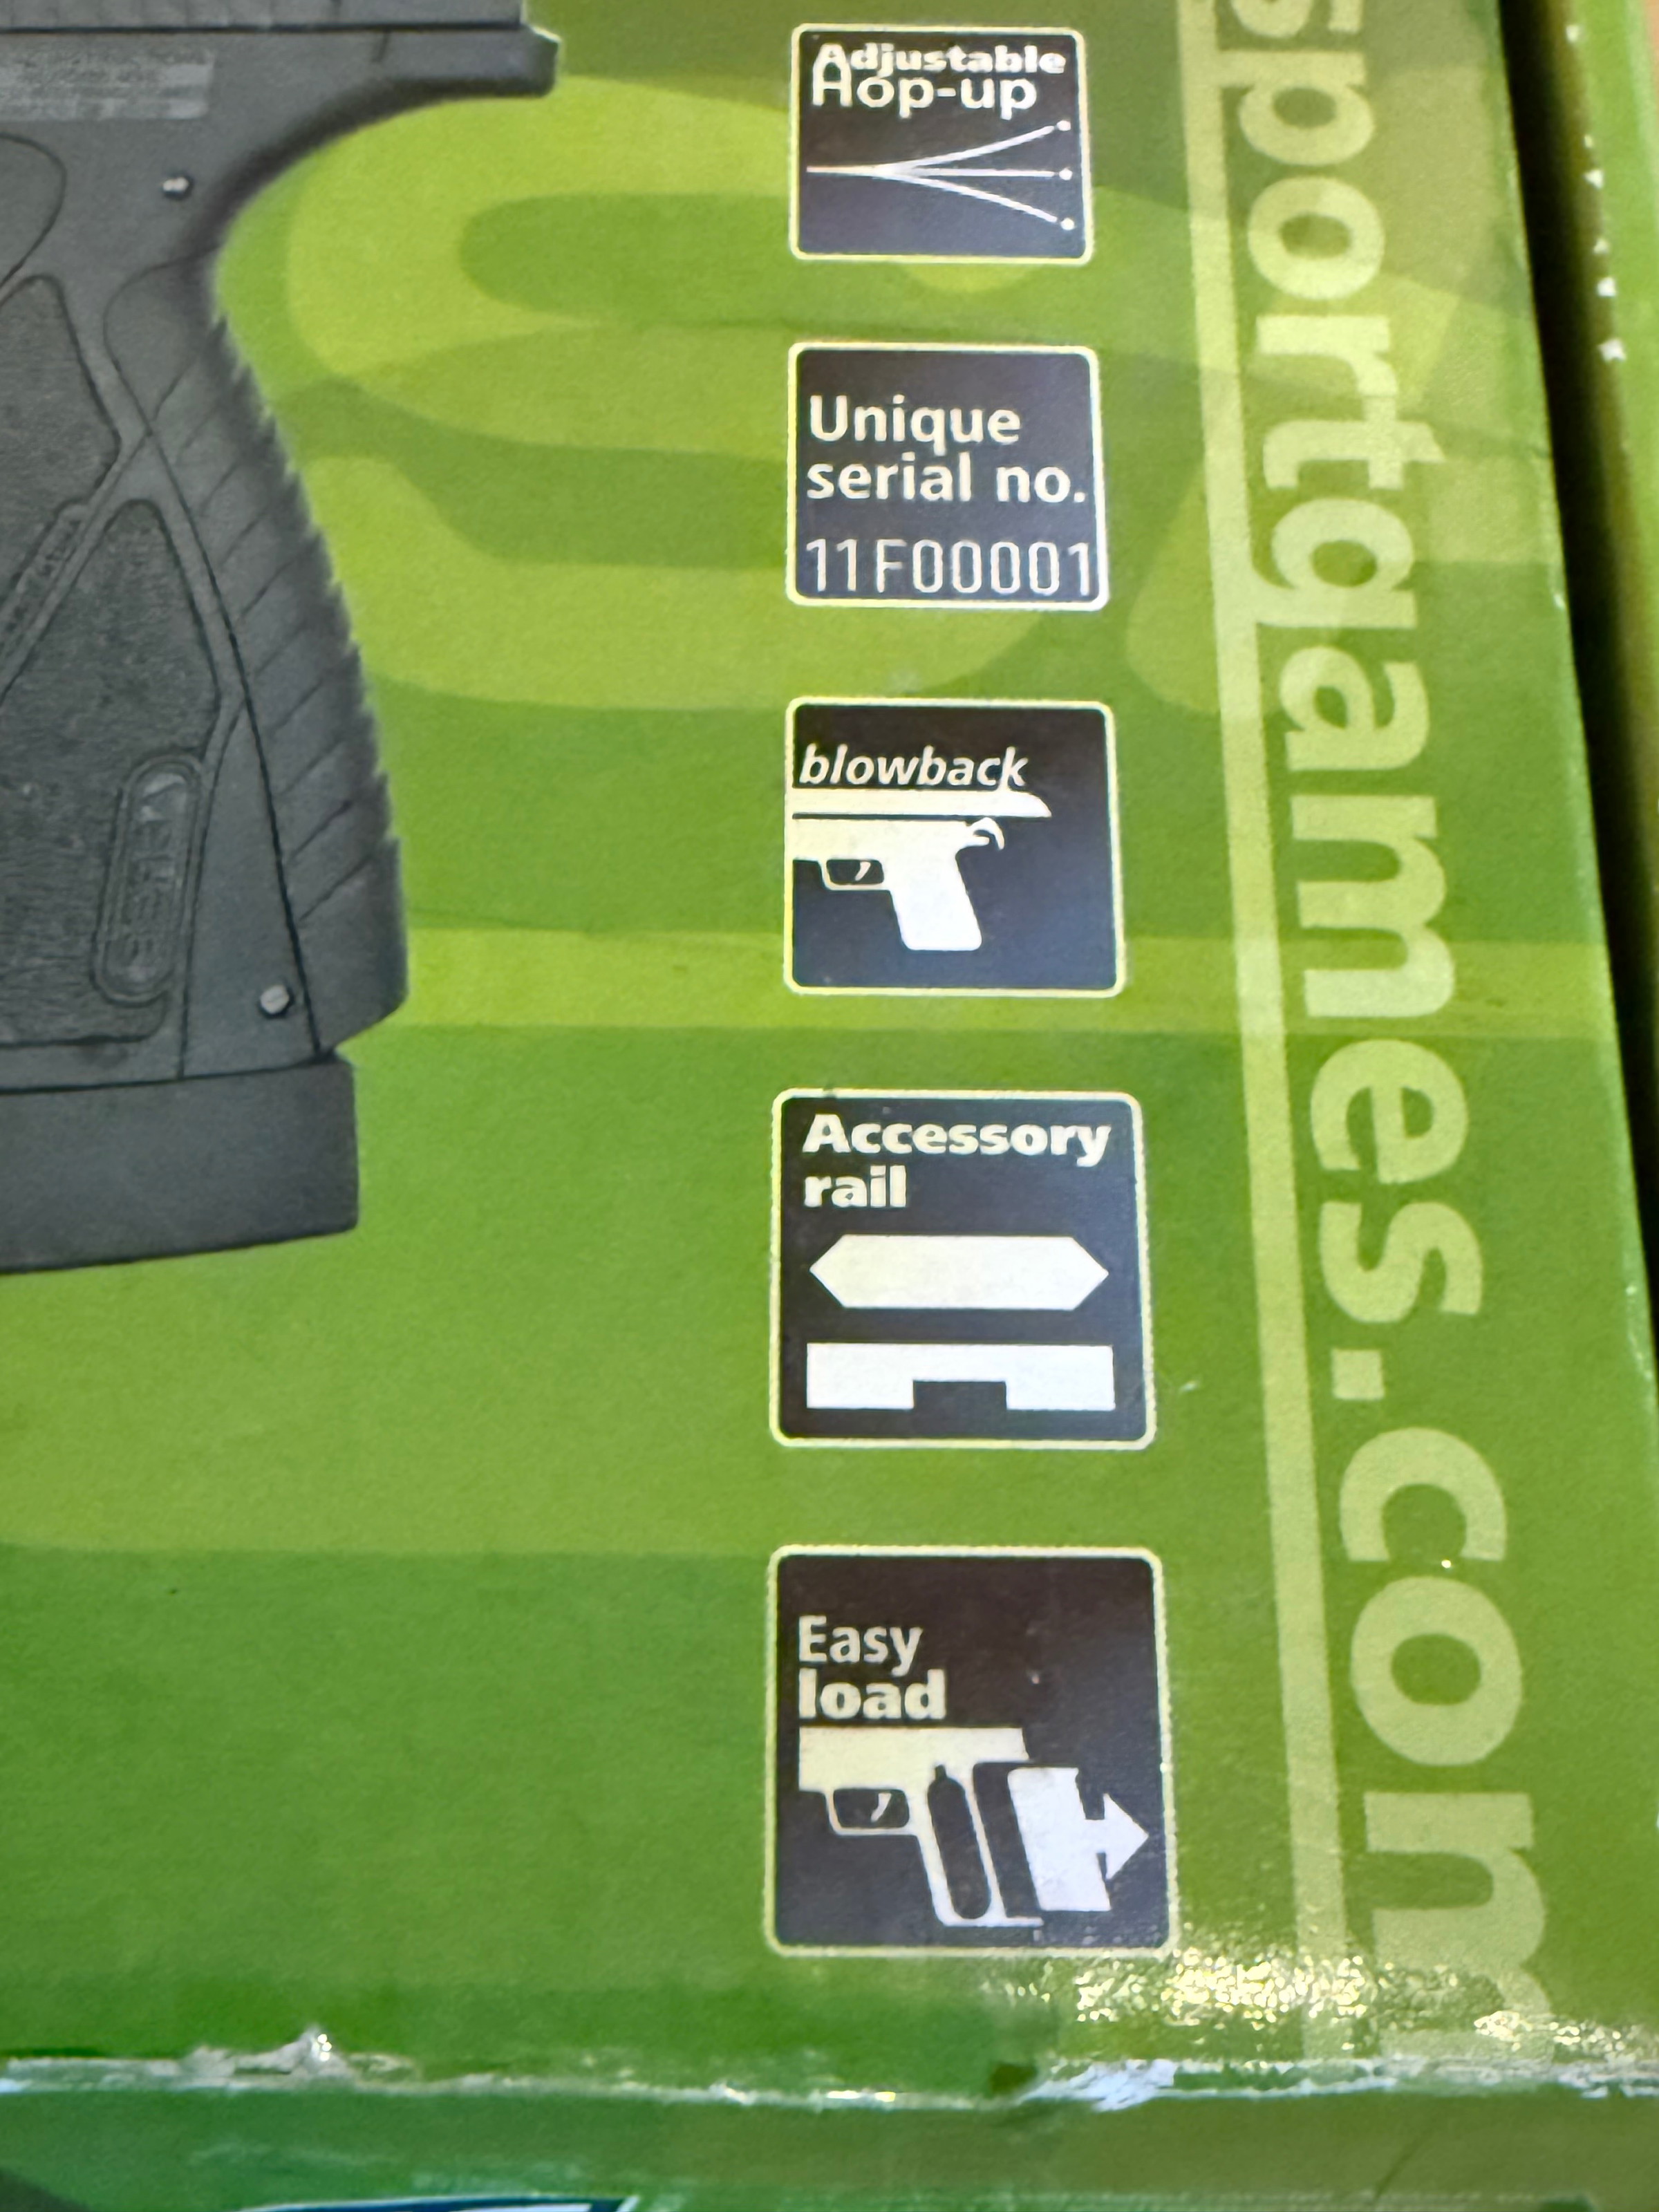 Adjustable
Hop-up
Unique
serial no.
11F00001
blowback
Accessory
rail
Easy
load
sportgames.com